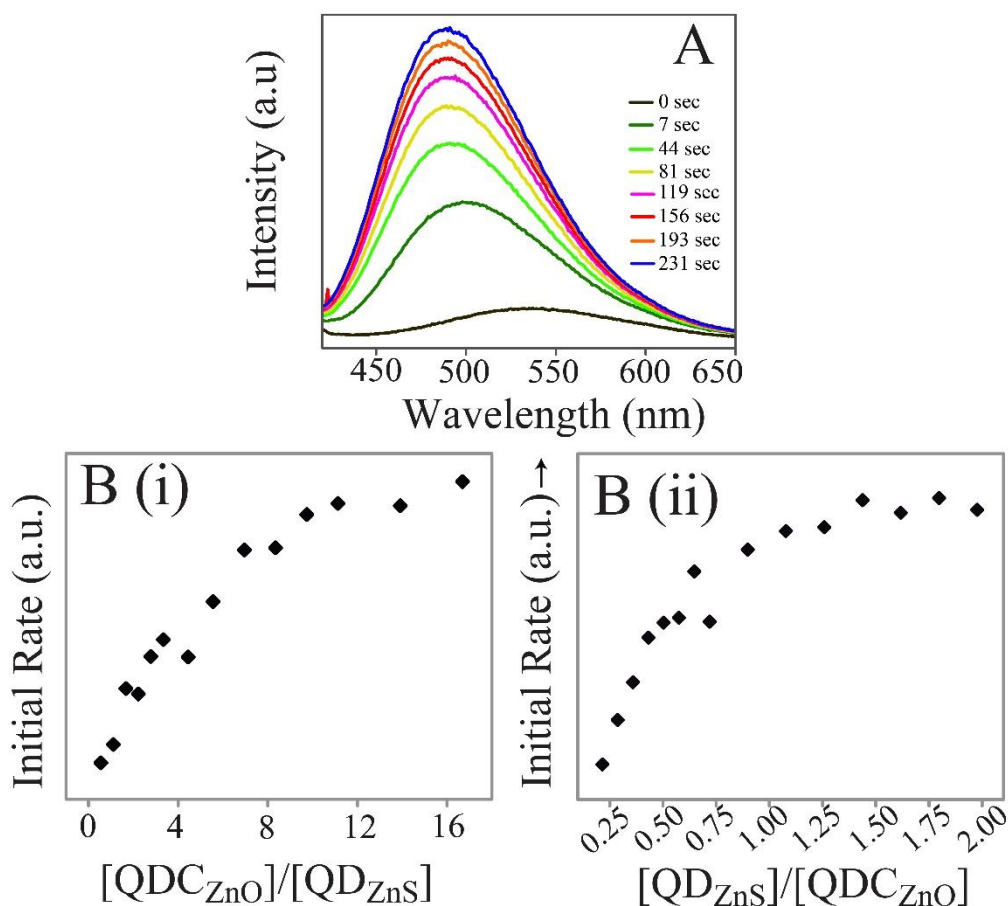 A
Intensity (a.u)
0 sec
7 sec
44 sec
81 sec
119 scc
156 sec
193 sec
231 sec
450 500 550 600 650
Wavelength (nm)
B (i)
Initial Rate (a.u.)
0 4 8 12 16
[QDC_ZnO]/[QD_ZnS]
B (ii)
Initial Rate (a.u.) →
0.25 0.50 0.75 1.00 1.25 1.50 1.75 2.00
[QD_ZnS]/[QDC_ZnO]